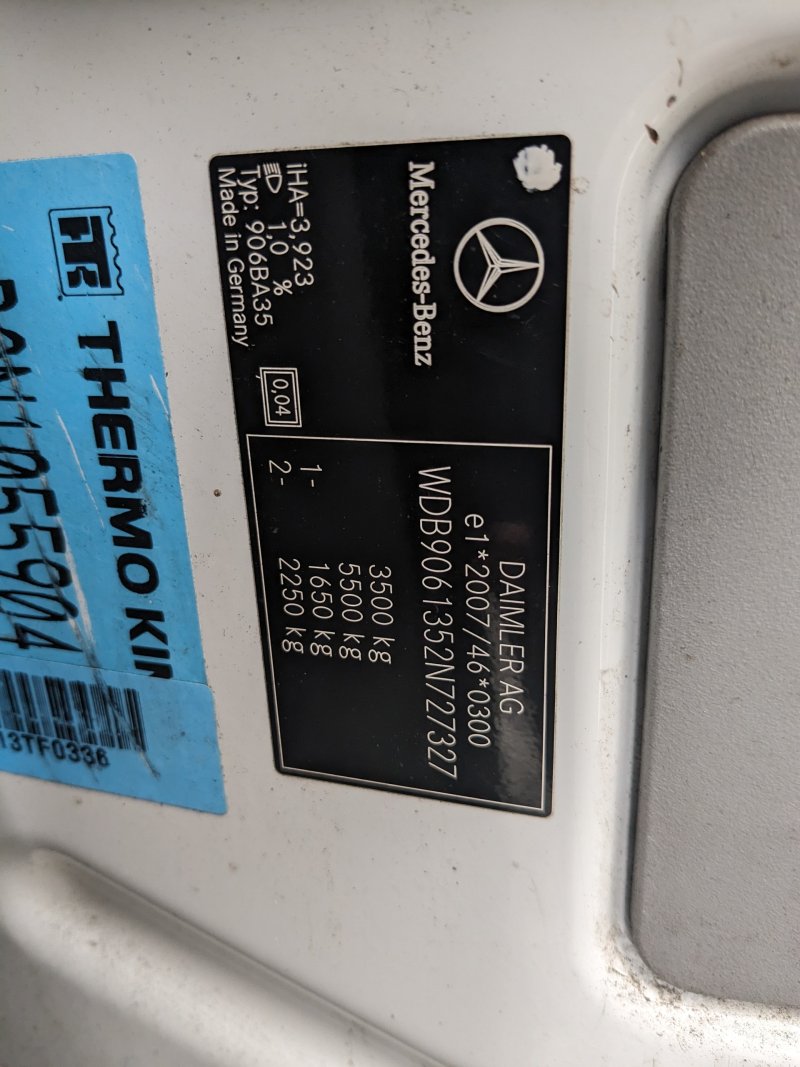 Mercedes-Benz
iHA=3,923
1,0 %
Typ: 906BA35
Made in Germany
0,04
DAIMLER AG
e1*2007/46*0300
WDB9061352N727327
3500 kg
5500 kg
1- 1650 kg
2- 2250 kg
THERMO KI